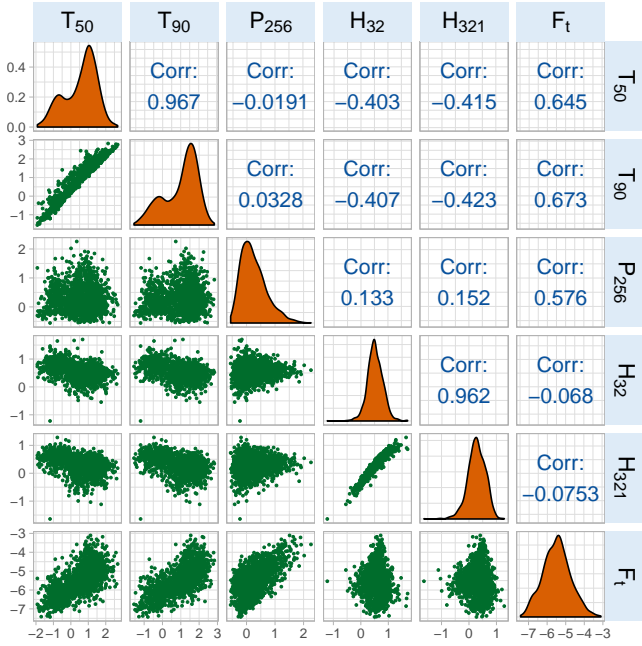 T50 T90 P256 H32 H321 Ft
0.4
0.2
0.0
Corr: Corr: Corr: Corr: Corr:
0.967 −0.0191 −0.403 −0.415 0.645
T50
3
2
1
0
−1
Corr: Corr: Corr: Corr:
0.0328 −0.407 −0.423 0.673
T90
2
1
0
Corr: Corr: Corr:
0.133 0.152 0.576
P256
1
0
−1
Corr: Corr:
0.962 −0.068
H32
1
0
−1
Corr:
−0.0753
H321
−3
−4
−5
−6
−7
Ft
−2 −1 0 1 2 −1 0 1 2 3 0 1 2 −1 0 1 −1 0 1 −7 −6 −5 −4 −3